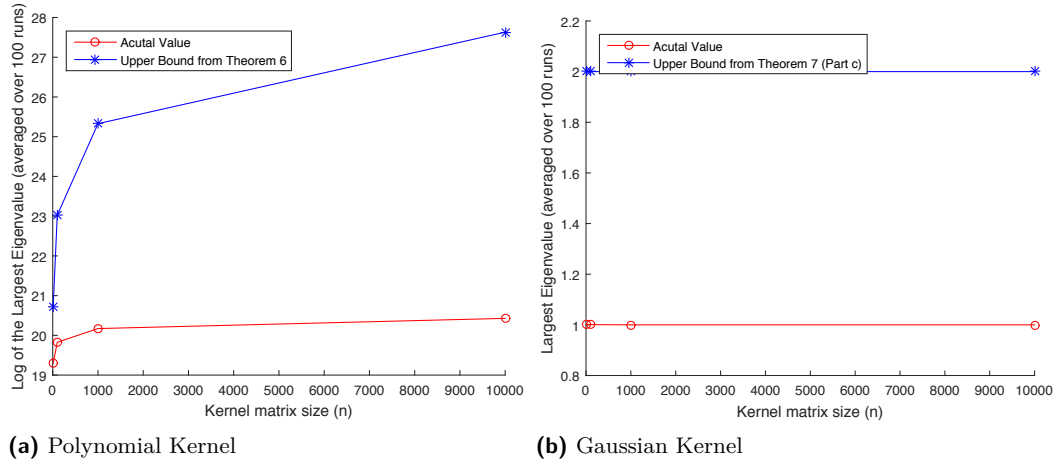 28
27
26
25
24
23
22
21
20
19
Log of the Largest Eigenvalue (averaged over 100 runs)
Acutal Value
Upper Bound from Theorem 6
0 1000 2000 3000 4000 5000 6000 7000 8000 9000 10000
Kernel matrix size (n)
(a) Polynomial Kernel
2.2
2
1.8
1.6
1.4
1.2
1
0.8
Largest Eigenvalue (averaged over 100 runs)
Acutal Value
Upper Bound from Theorem 7 (Part c)
0 1000 2000 3000 4000 5000 6000 7000 8000 9000 10000
Kernel matrix size (n)
(b) Gaussian Kernel